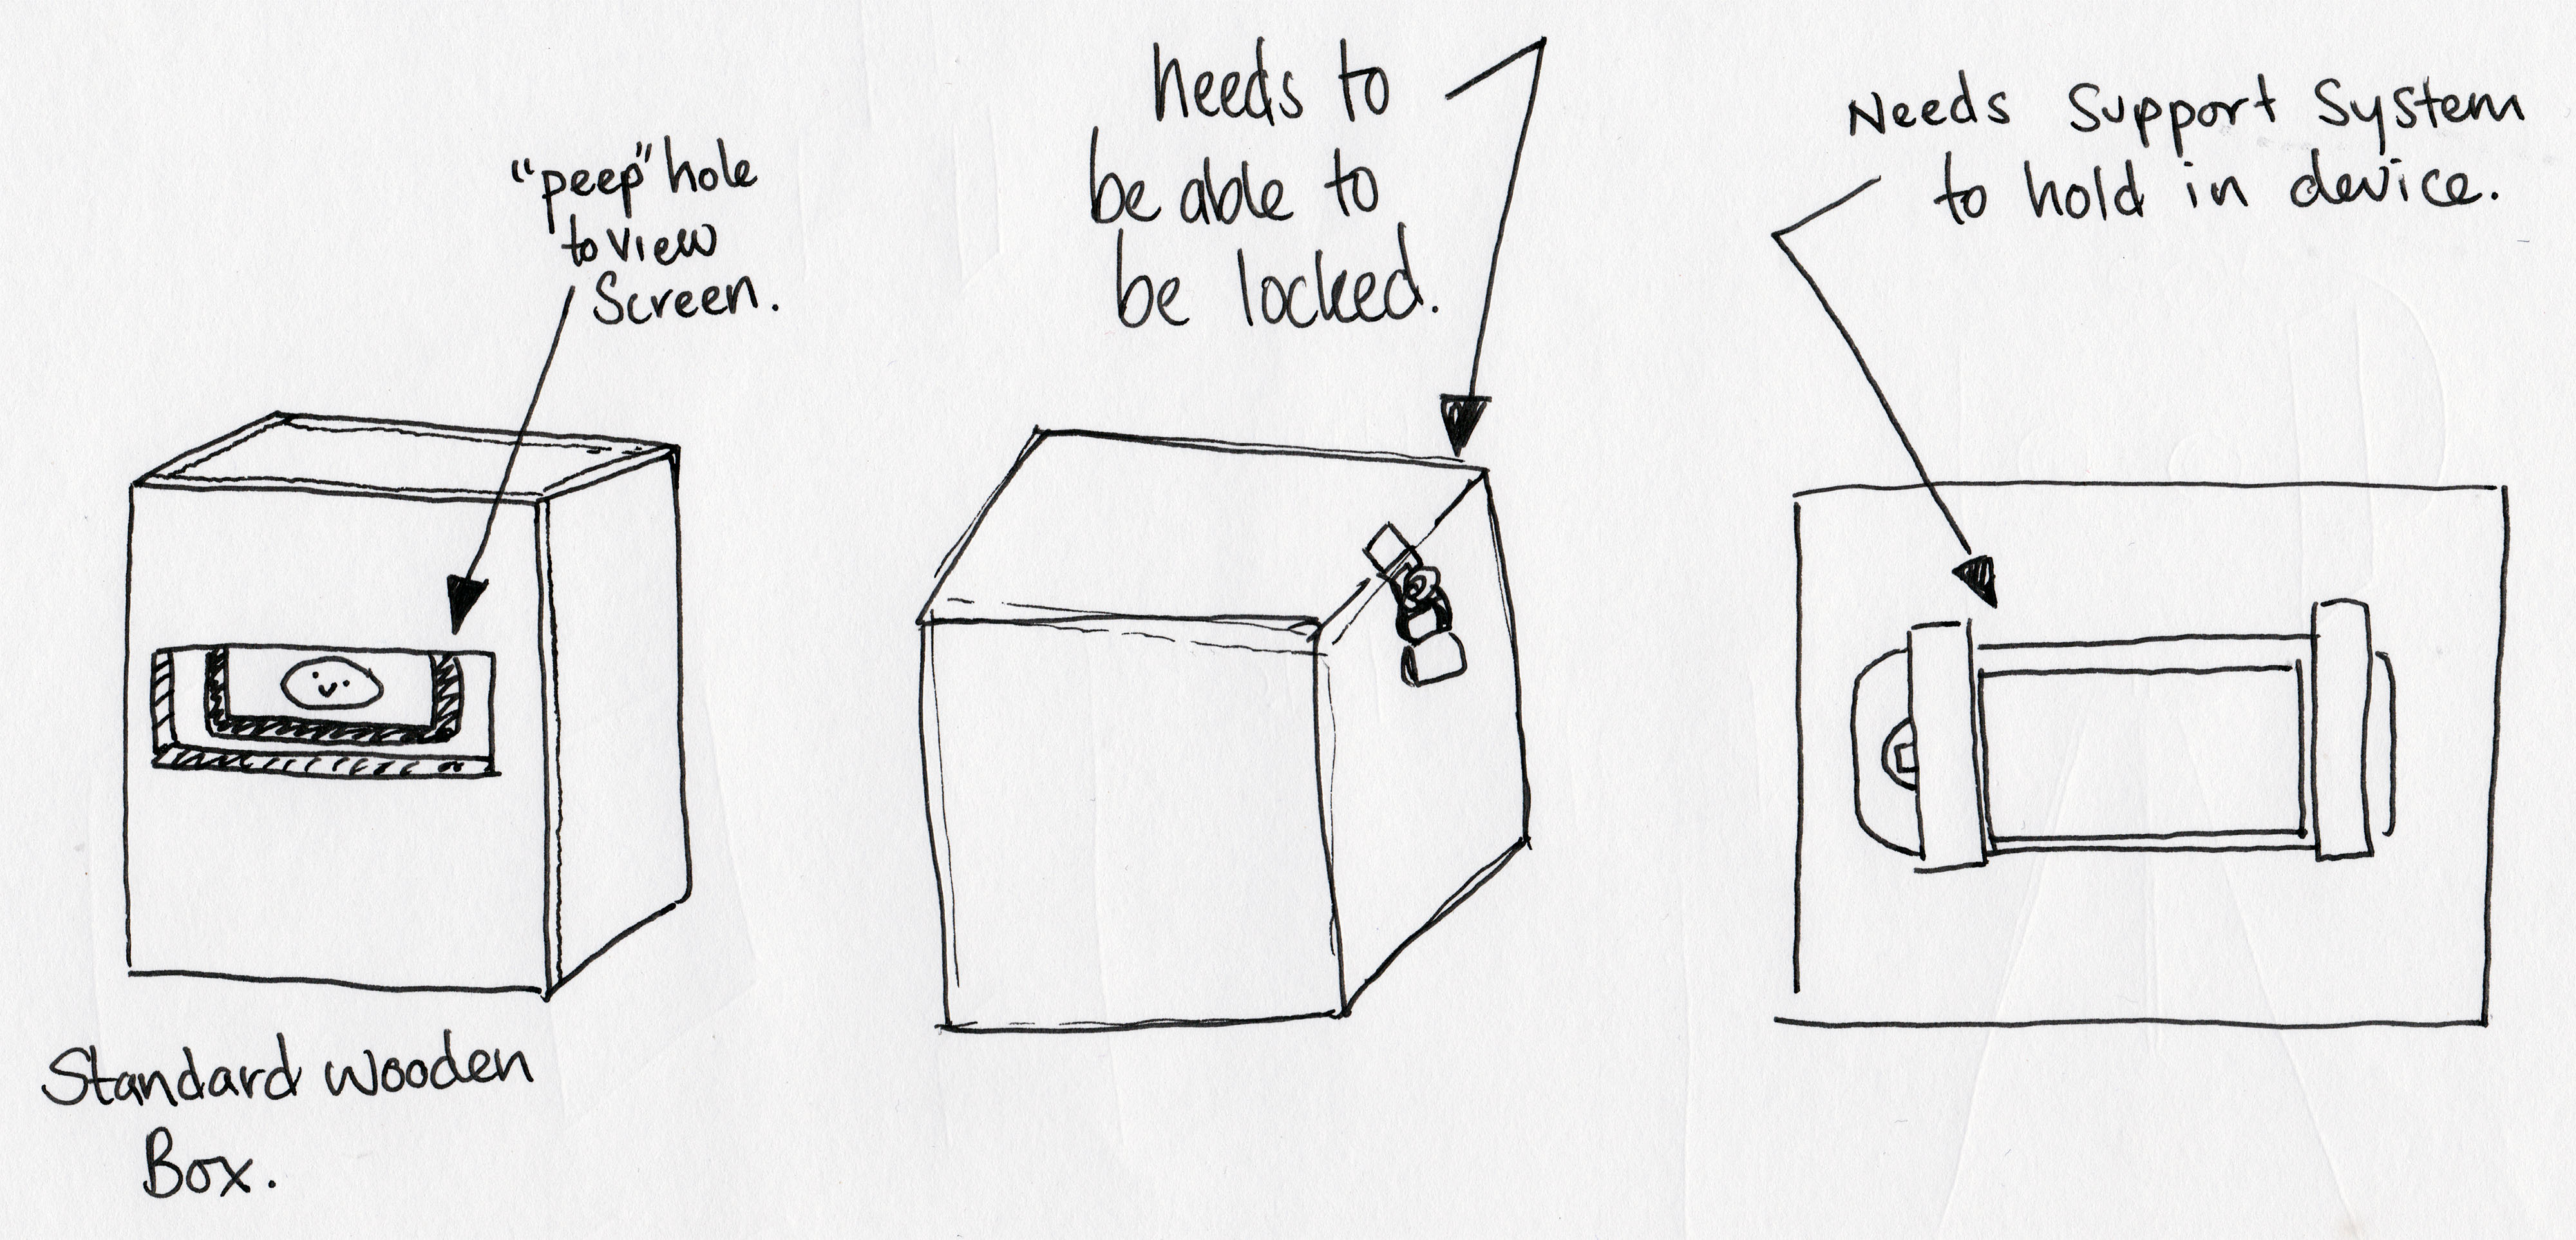 "peep" hole
to view
Screen.
needs to
be able to
be locked.
Needs Support System
to hold in device.
Standard wooden
Box.